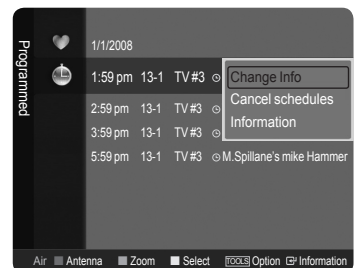 Programmed
1/1/2008
1:59 pm 13-1 TV #3
Change Info
Cancel schedules
Information
2:59 pm 13-1 TV #3
3:59 pm 13-1 TV #3
5:59 pm 13-1 TV #3 M.Spillane's mike Hammer
Air Antenna Zoom Select TOOLS Option Information